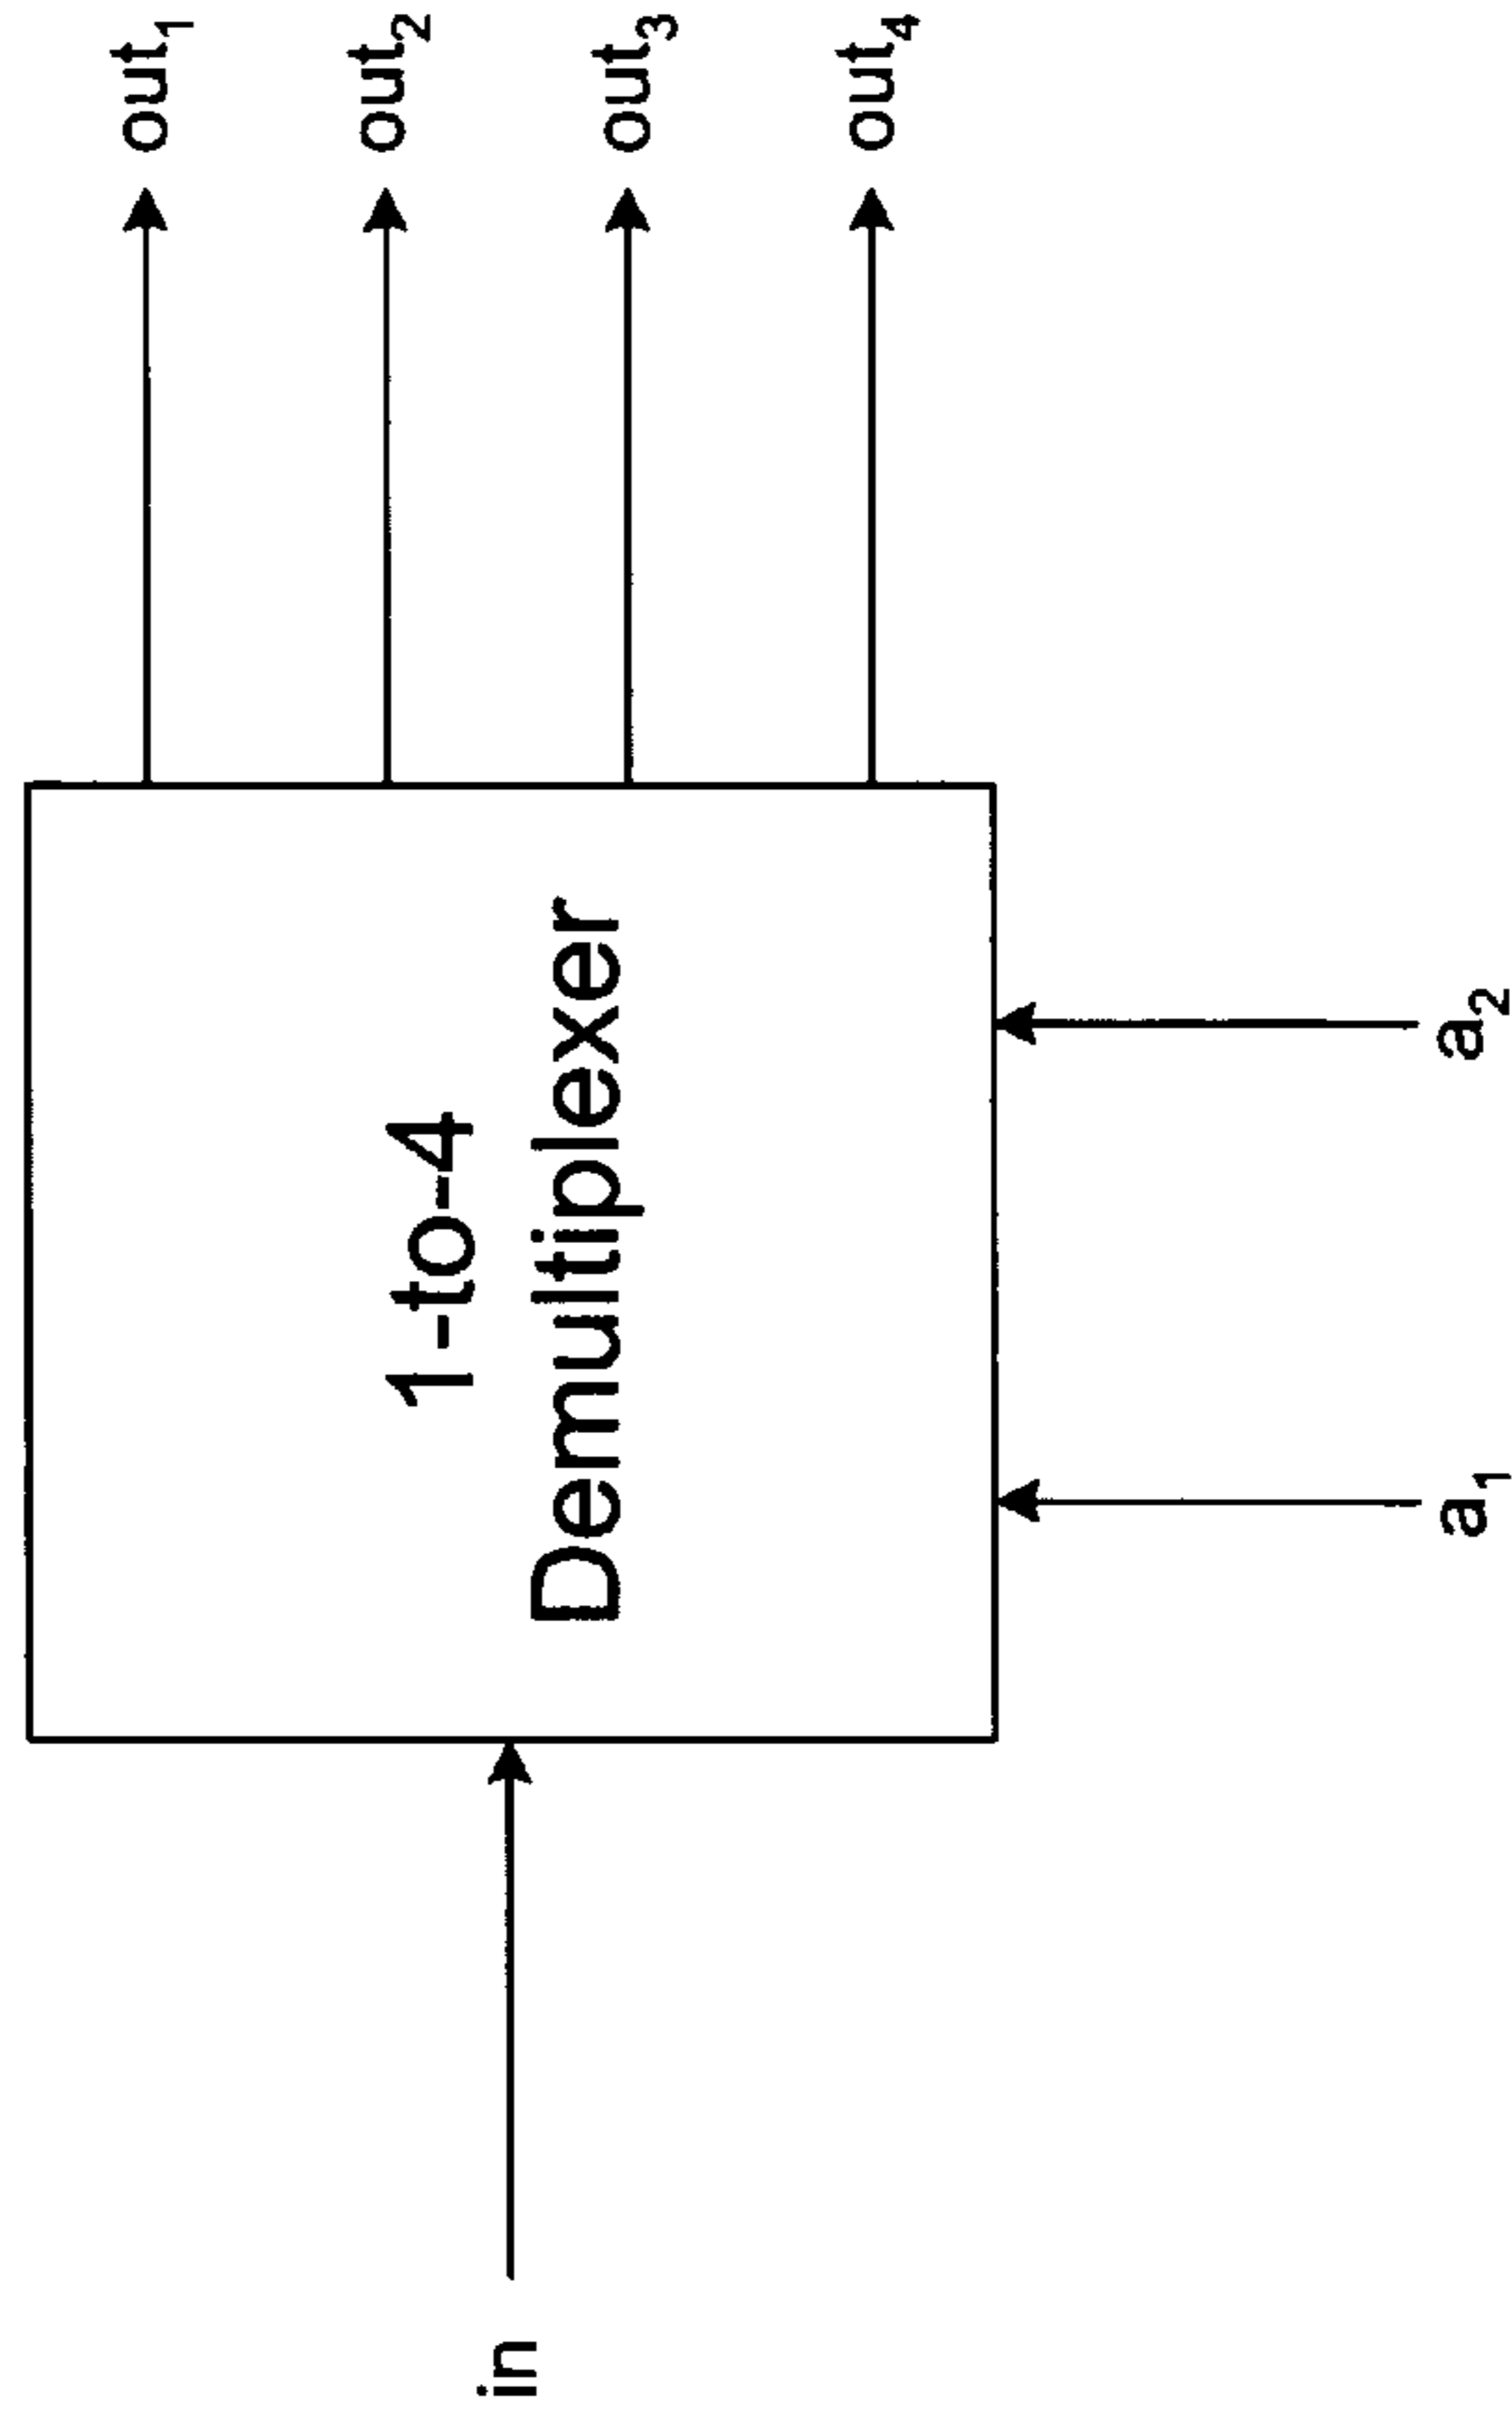 out1
out2
out3
out4
1-to-4
Demultiplexer
in
a1
a2